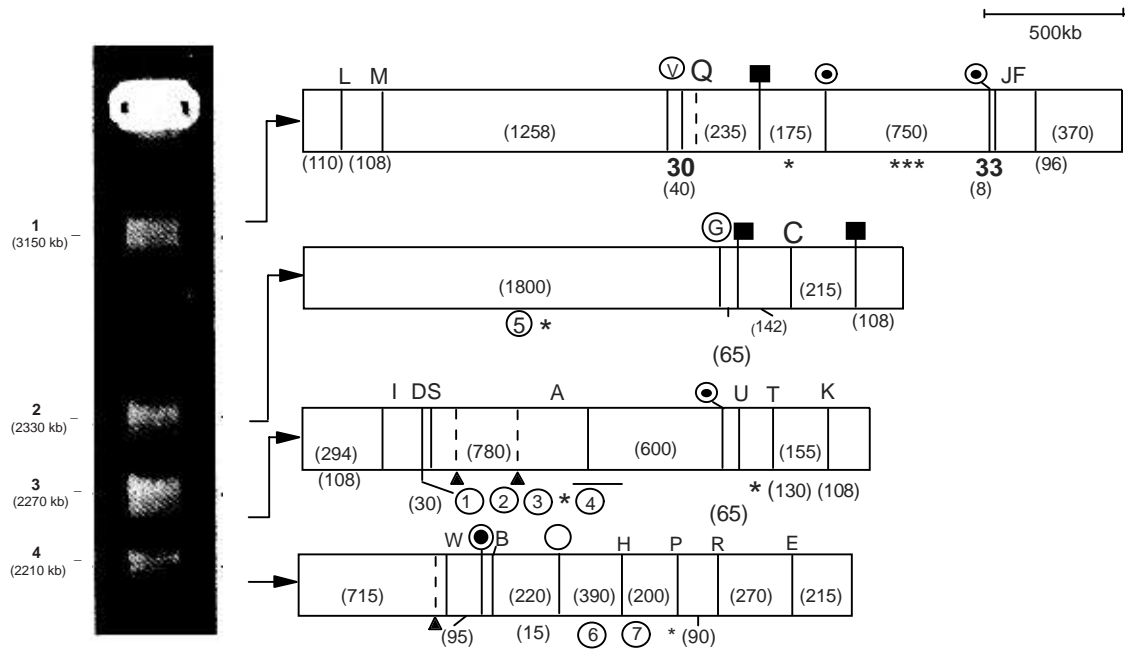 500kb
L M V Q JF
(1258) (235) (175) (750) (370)
(110) (108) 30 * *** 33 (96)
(40) (8)
1
(3150 kb)
G C
(1800) (215)
5 * (142) (108)
(65)
2
(2330 kb)
I DS A U T K
(294) (780) (600) (155)
(108) (30) 1 2 3 * 4 * (130) (108)
(65)
3
(2270 kb)
W B H P R E
4
(2210 kb)
(715) (220) (390) (200) (270) (215)
(95) (15) 6 7 * (90)